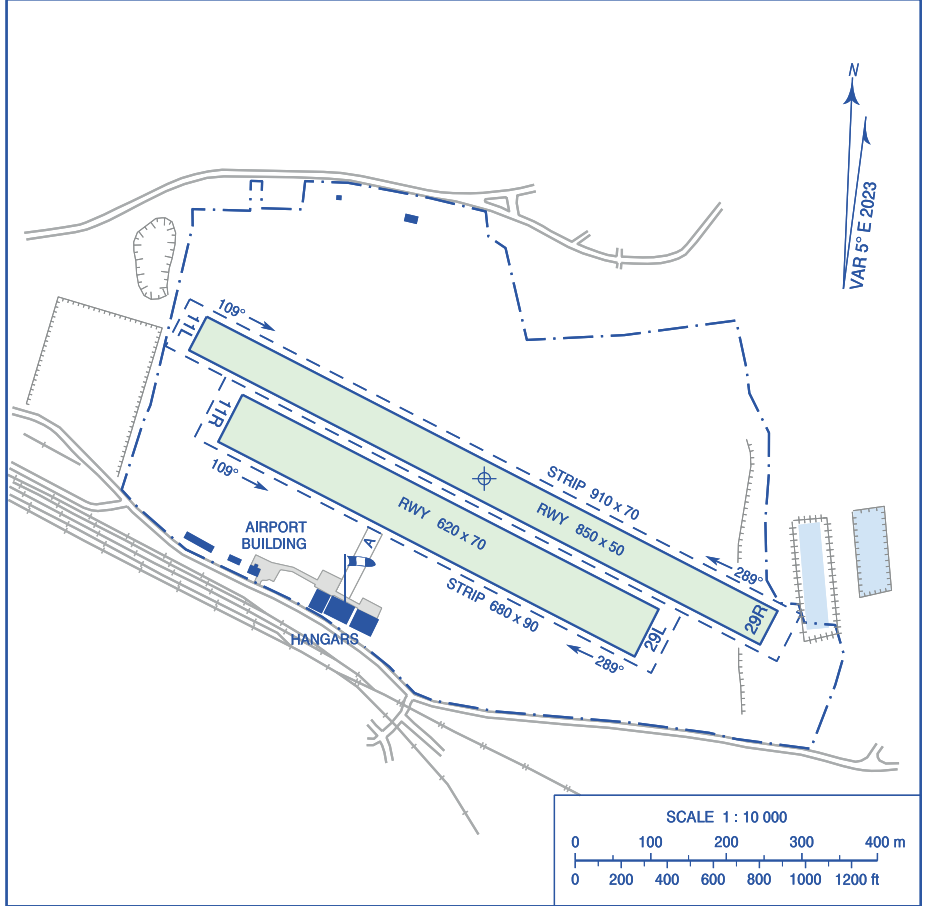 N
VAR 5° E 2023
109°
11L
11R
109°
STRIP 910 x 70
RWY 850 x 50
RWY 620 x 70
AIRPORT
BUILDING
A
289°
STRIP 680 x 90
29R
29L
HANGARS
289°
SCALE 1 : 10 000
0 100 200 300 400 m
0 200 400 600 800 1000 1200 ft